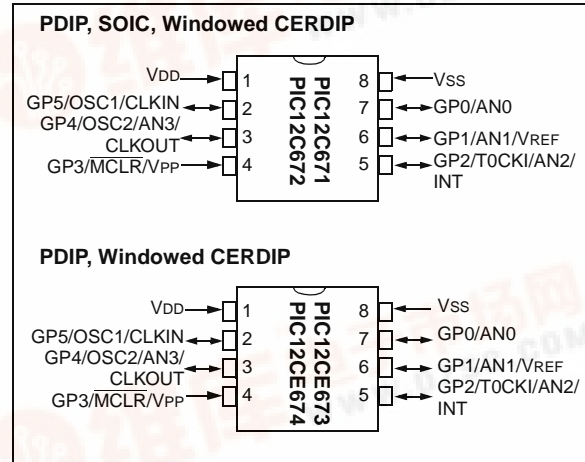 PDIP, SOIC, Windowed CERDIP
VDD 1 8 VSS
GP5/OSC1/CLKIN 2 7 GP0/AN0
GP4/OSC2/AN3/
CLKOUT 3 6 GP1/AN1/VREF
GP3/MCLR/VPP 4 5 GP2/T0CKI/AN2/
INT
PIC12C671
PIC12C672
PDIP, Windowed CERDIP
VDD 1 8 VSS
GP5/OSC1/CLKIN 2 7 GP0/AN0
GP4/OSC2/AN3/
CLKOUT 3 6 GP1/AN1/VREF
GP3/MCLR/VPP 4 5 GP2/T0CKI/AN2/
INT
PIC12CE673
PIC12CE674